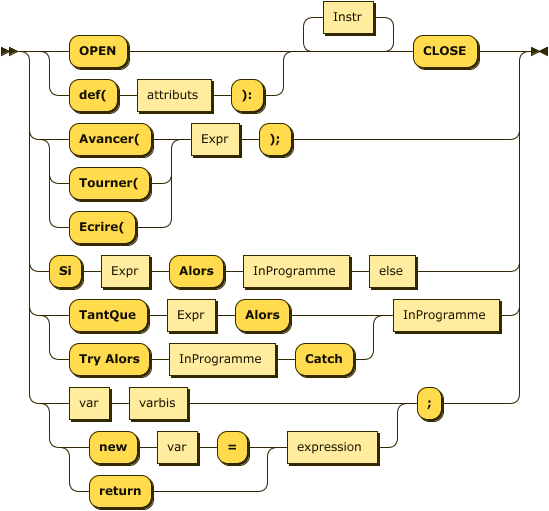 Instr
OPEN CLOSE
def( attributs ):
Avancer( Expr );
Tourner(
Ecrire(
Si Expr Alors InProgramme else
TantQue Expr Alors InProgramme
Try Alors InProgramme Catch
var varbis ;
new var = expression
return